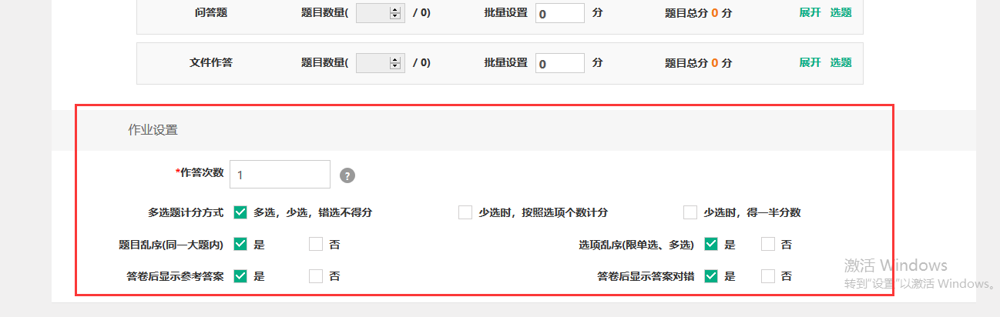 问答题 题目数量( / 0) 批量设置 0 分 题目总分 0 分 展开 选题
文件作答 题目数量( / 0) 批量设置 0 分 题目总分 0 分 展开 选题
作业设置
*作答次数 1 ?
多选题计分方式 多选，少选，错选不得分 少选时，按照选项个数计分 少选时，得一半分数
题目乱序(同一大题内) 是 否 选项乱序(限单选、多选) 是 否
答卷后显示参考答案 是 否 答卷后显示答案对错 是 否
激活 Windows
转到"设置"以激活 Windows。